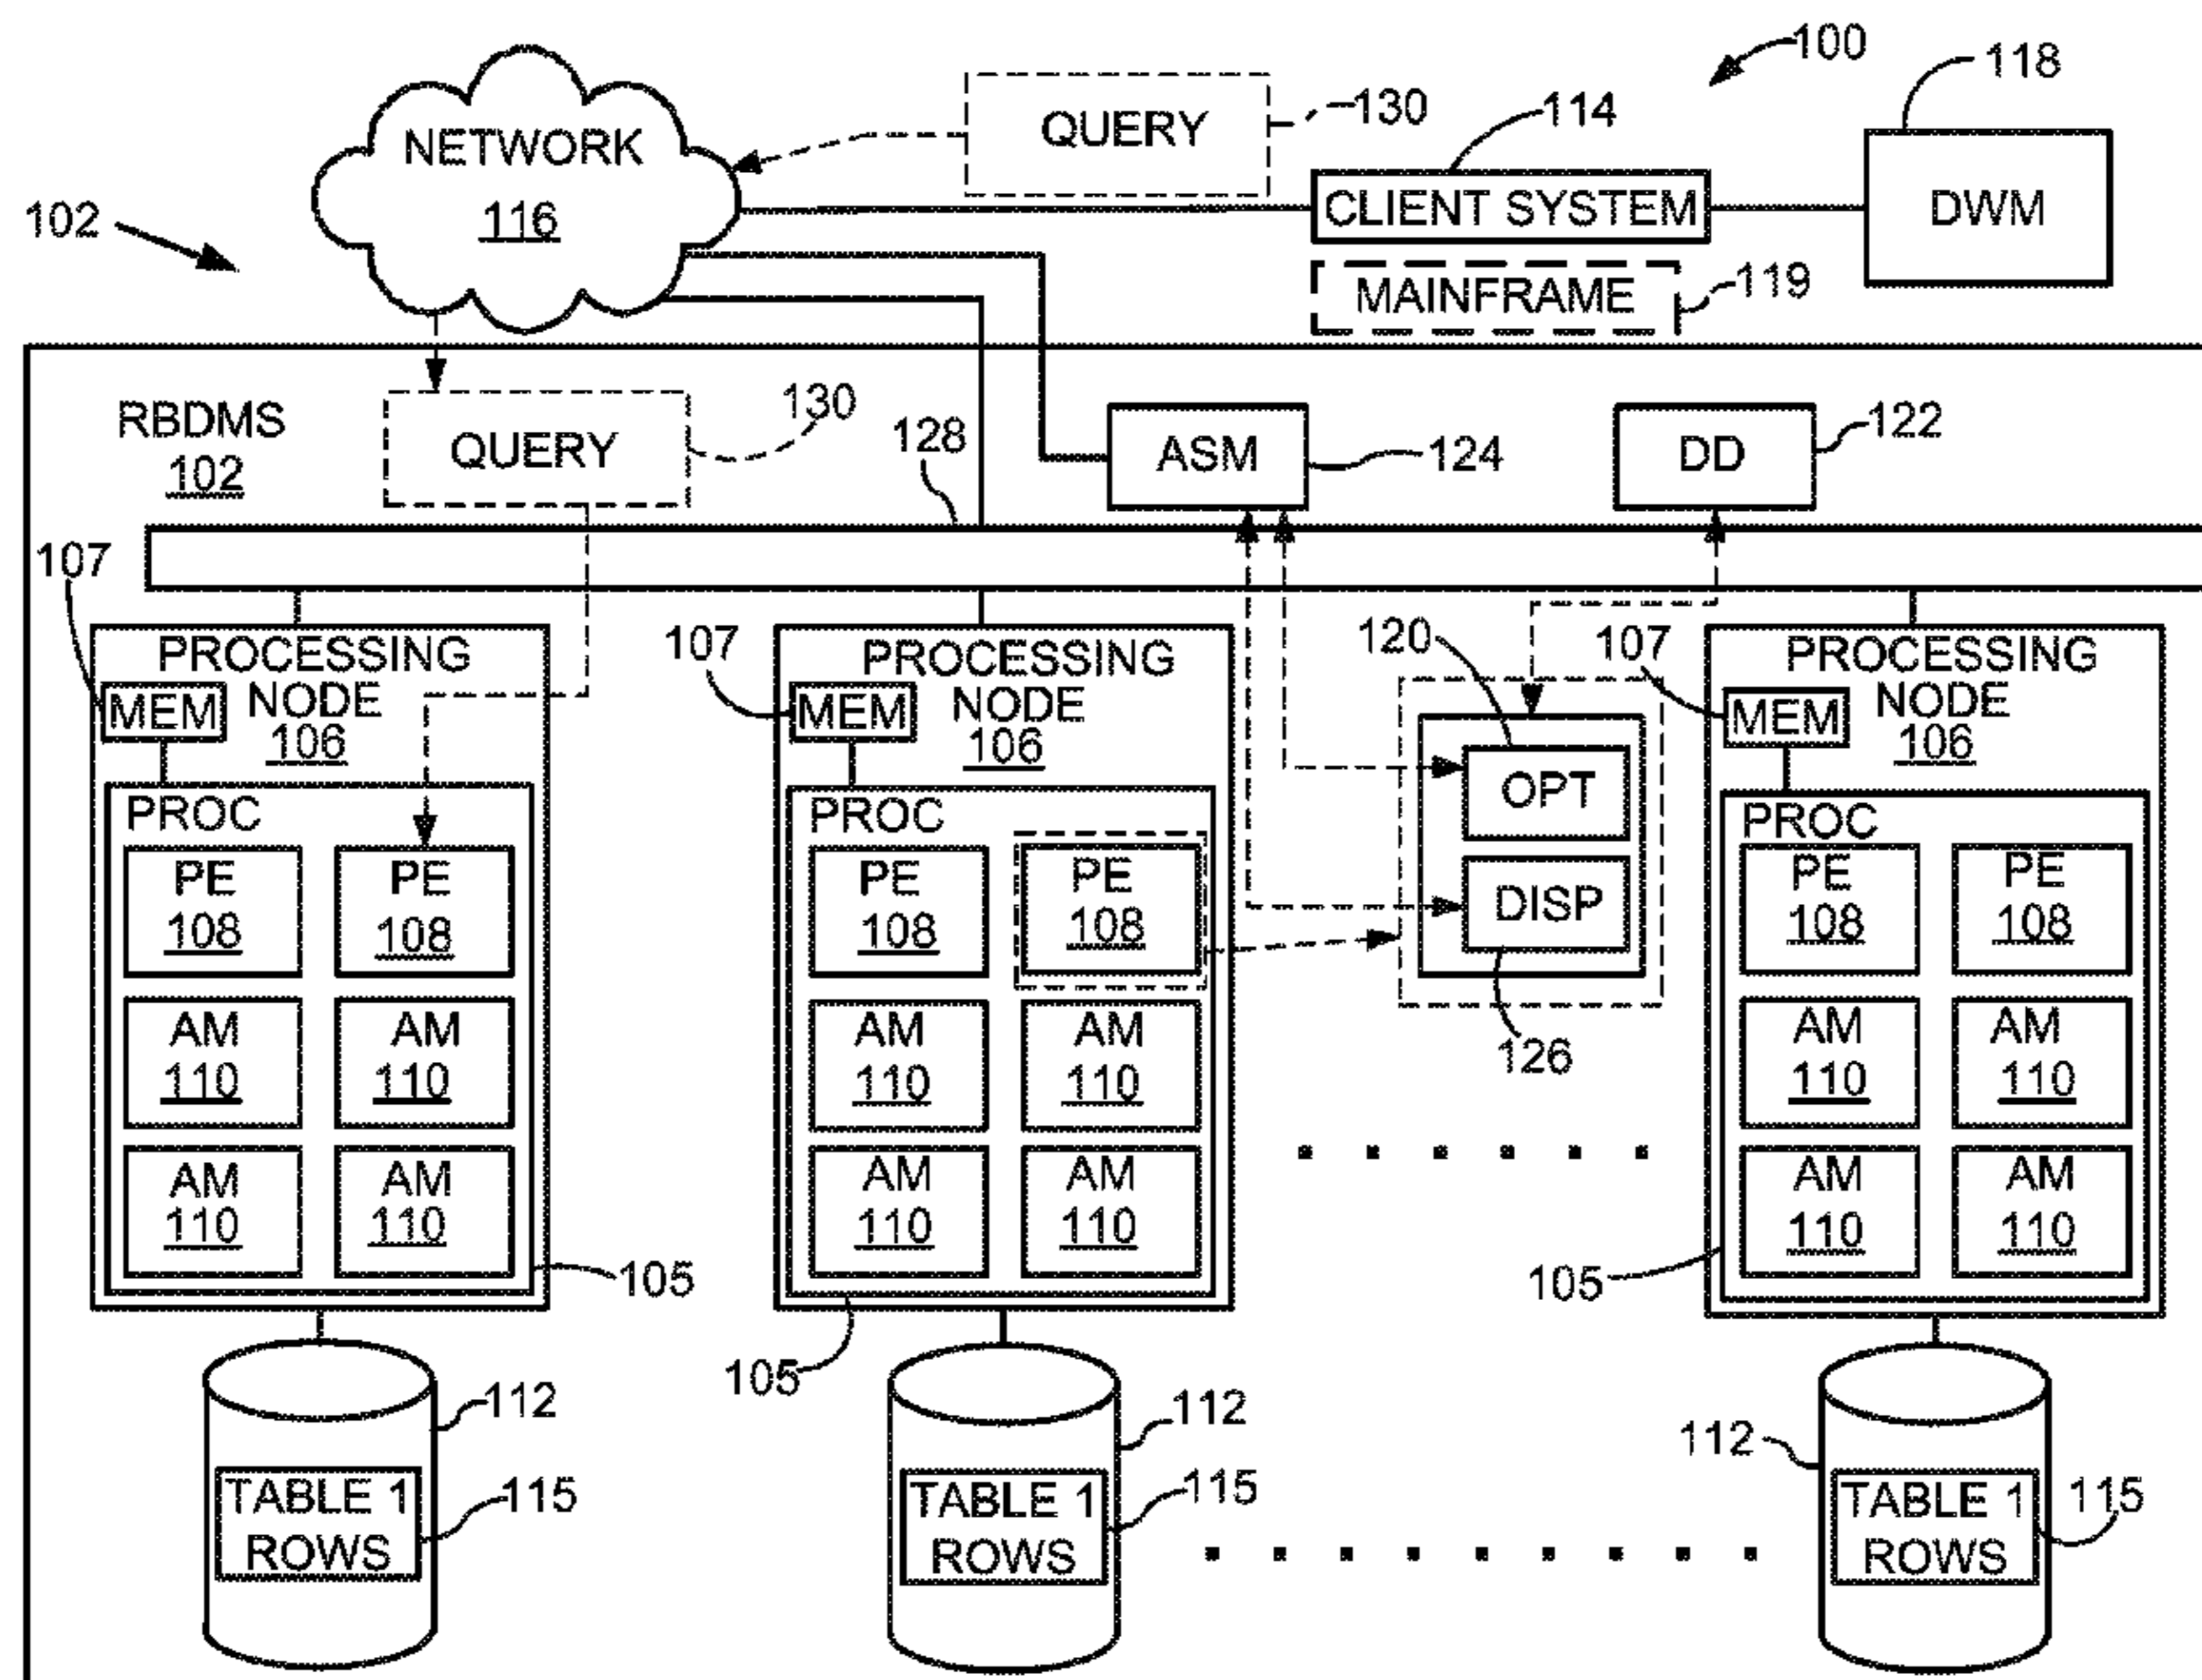 100
118
QUERY
130
114
NETWORK
116
CLIENT SYSTEM
DWM
102
MAINFRAME
119
RBDMS
102
QUERY
130
128
ASM
124
DD
122
107
PROCESSING
NODE
106
MEM
PROC
PE
108
PE
108
AM
110
AM
110
AM
110
AM
110
105
107
PROCESSING
NODE
106
MEM
PROC
PE
108
PE
108
AM
110
AM
110
AM
110
AM
110
105
120
OPT
DISP
126
107
PROCESSING
NODE
106
MEM
PROC
PE
108
PE
108
AM
110
AM
110
AM
110
AM
110
105
112
TABLE 1
ROWS
115
112
TABLE 1
ROWS
115
112
TABLE 1
ROWS
115